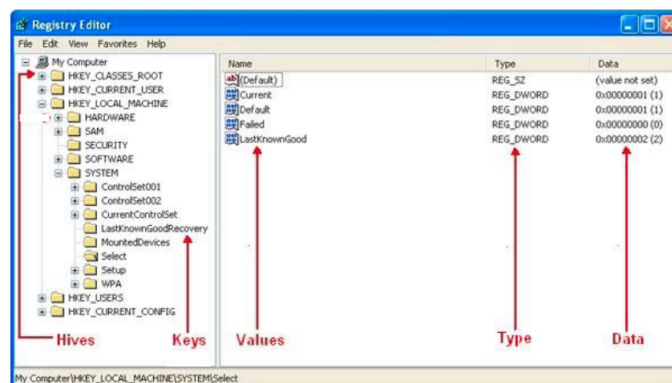 Registry Editor
File Edit View Favorites Help
My Computer
HKEY_CLASSES_ROOT
HKEY_CURRENT_USER
HKEY_LOCAL_MACHINE
HARDWARE
SAM
SECURITY
SOFTWARE
SYSTEM
ControlSet001
ControlSet002
CurrentControlSet
LastKnownGoodRecovery
MountedDevices
Select
Setup
WPA
HKEY_USERS
HKEY_CURRENT_CONFIG
Name Type Data
ab (Default) REG_SZ (value not set)
Current REG_DWORD 0x00000001 (1)
Default REG_DWORD 0x00000001 (1)
Failed REG_DWORD 0x00000000 (0)
LastKnownGood REG_DWORD 0x00000002 (2)
Hives Keys Values Type Data
My Computer\HKEY_LOCAL_MACHINE\SYSTEM\Select